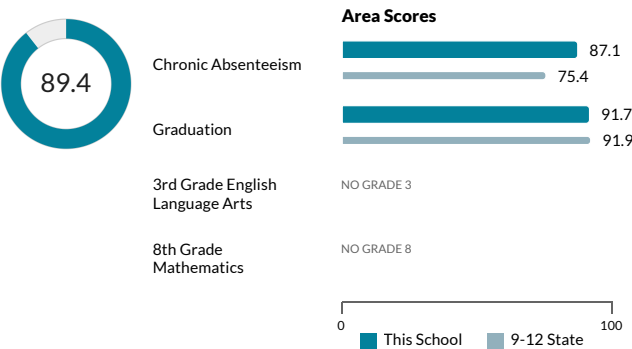 Area Scores
89.4
Chronic Absenteeism
87.1
75.4
Graduation
91.7
91.9
3rd Grade English
Language Arts
NO GRADE 3
8th Grade
Mathematics
NO GRADE 8
0
100
This School
9-12 State